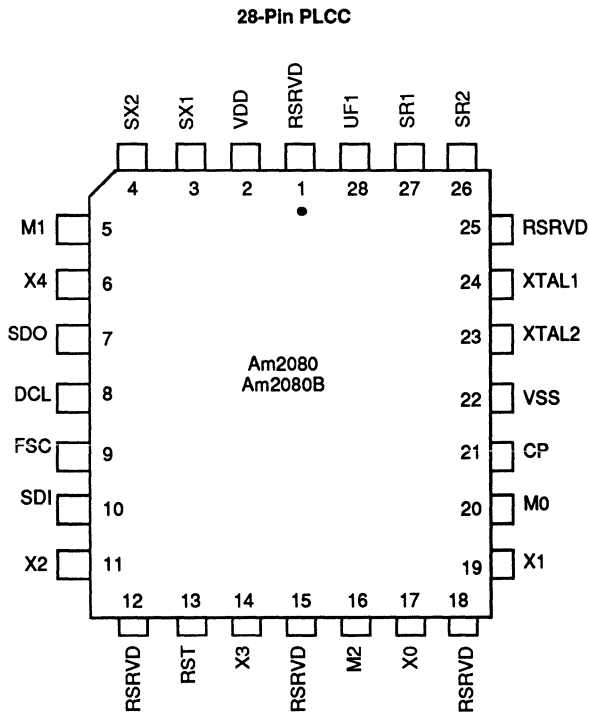 28-Pin PLCC
SX2 SX1 VDD RSRVD UF1 SR1 SR2
4 3 2 1 28 27 26
M1 5 25 RSRVD
X4 6 24 XTAL1
SDO 7 23 XTAL2
Am2080
Am2080B
DCL 8 22 VSS
FSC 9 21 CP
SDI 10 20 M0
X2 11 19 X1
12 13 14 15 16 17 18
RSRVD RST X3 RSRVD M2 X0 RSRVD